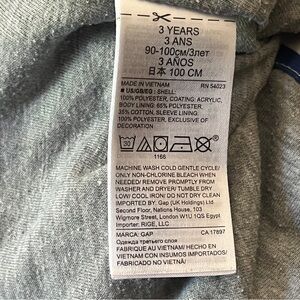 3 YEARS
3 ANS
90-100см/3лет
3 AÑOS
日本 100 CM
MADE IN VIETNAM RN 54023
# US/GB/EG : SHELL:
100% POLYESTER, COATING: ACRYLIC,
BODY LINING: 65% POLYESTER,
35% COTTON, SLEEVE LINING:
100% POLYESTER, EXCLUSIVE OF
DECORATION
1166
MACHINE WASH COLD GENTLE CYCLE/
ONLY NON-CHLORINE BLEACH WHEN
NEEDED/ REMOVE PROMPTLY FROM
WASHER AND DRYER/ TUMBLE DRY
LOW/ COOL IRON/ DO NOT DRY CLEAN
Imported by: Gap (UK Holdings) Ltd
Second Floor, Nations House, 103
Wigmore Street, London W1U 1QS Egypt
Importer: RIGE, LLC
MARCA: GAP CA 17897
Одежда третьего слоя
FABRIQUE AU VIETNAM/ HECHO EN
VIETNAM CON INSUMOS IMPORTADOS/
FABRICADO NO VIETNÃ/